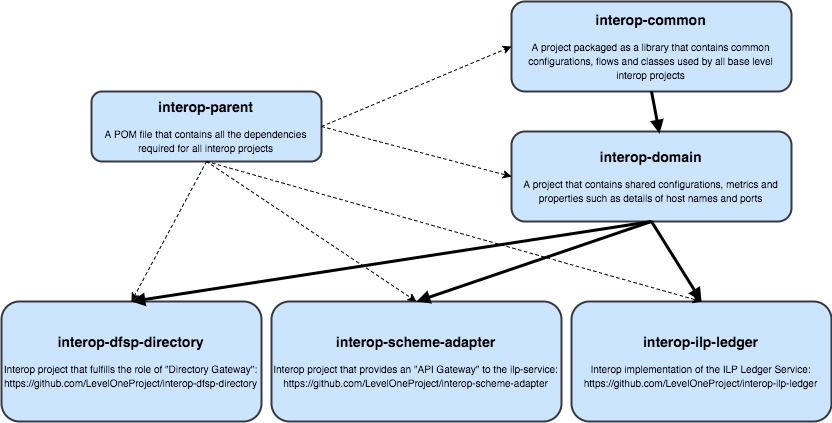 interop-common
A project packaged as a library that contains common
configurations, flows and classes used by all base level
interop projects
interop-parent
A POM file that contains all the dependencies
required for all interop projects
interop-domain
A project that contains shared configurations, metrics and
properties such as details of host names and ports
interop-dfsp-directory
Interop project that fulfills the role of "Directory Gateway":
https://github.com/LevelOneProject/interop-dfsp-directory
interop-scheme-adapter
Interop project that provides an "API Gateway" to the ilp-service:
https://github.com/LevelOneProject/interop-scheme-adapter
interop-ilp-ledger
Interop implementation of the ILP Ledger Service:
https://github.com/LevelOneProject/interop-ilp-ledger